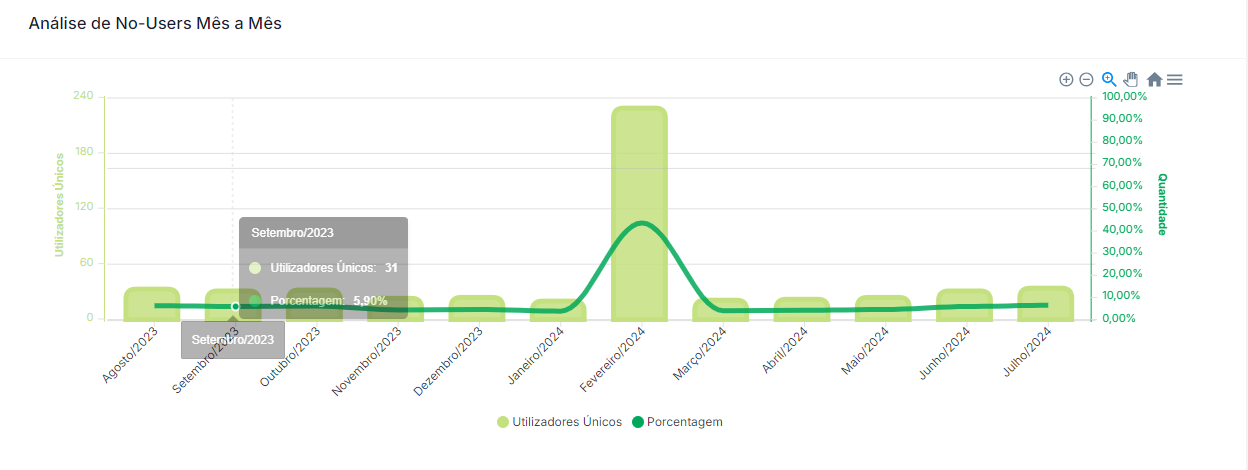 Análise de No-Users Mês a Mês
240
180
120
60
0
Utilizadores Únicos
100,00%
90,00%
80,00%
70,00%
60,00%
50,00%
40,00%
30,00%
20,00%
10,00%
0,00%
Quantidade
Setembro/2023
Utilizadores Únicos: 31
Porcentagem: 5,90%
Setembro/2023
Agosto/2023
Setembro/2023
Outubro/2023
Novembro/2023
Dezembro/2023
Janeiro/2024
Fevereiro/2024
Março/2024
Abril/2024
Maio/2024
Junho/2024
Julho/2024
Utilizadores Únicos
Porcentagem